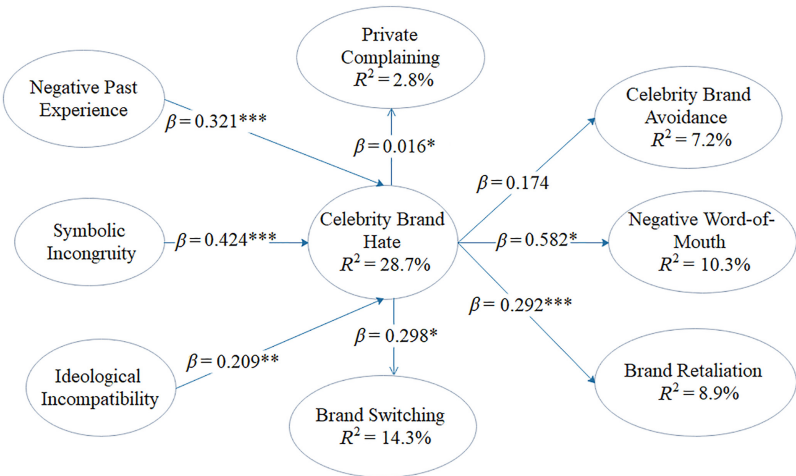 Private
Complaining
R² = 2.8%
Negative Past
Experience
β = 0.321***
β = 0.016*
Celebrity Brand
Avoidance
R² = 7.2%
β = 0.174
Symbolic
Incongruity
β = 0.424***
Celebrity Brand
Hate
R² = 28.7%
β = 0.582*
Negative Word-of-
Mouth
R² = 10.3%
β = 0.292***
β = 0.298*
β = 0.209**
Ideological
Incompatibility
Brand Switching
R² = 14.3%
Brand Retaliation
R² = 8.9%